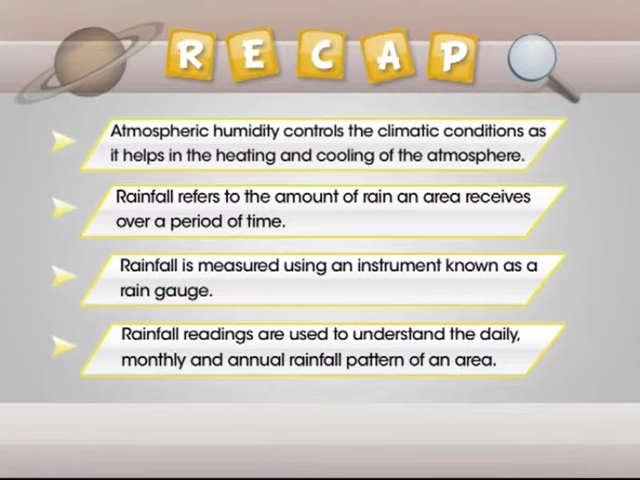 RECAP
Atmospheric humidity controls the climatic conditions as
it helps in the heating and cooling of the atmosphere.
Rainfall refers to the amount of rain an area receives
over a period of time.
Rainfall is measured using an instrument known as a
rain gauge.
Rainfall readings are used to understand the daily,
monthly and annual rainfall pattern of an area.